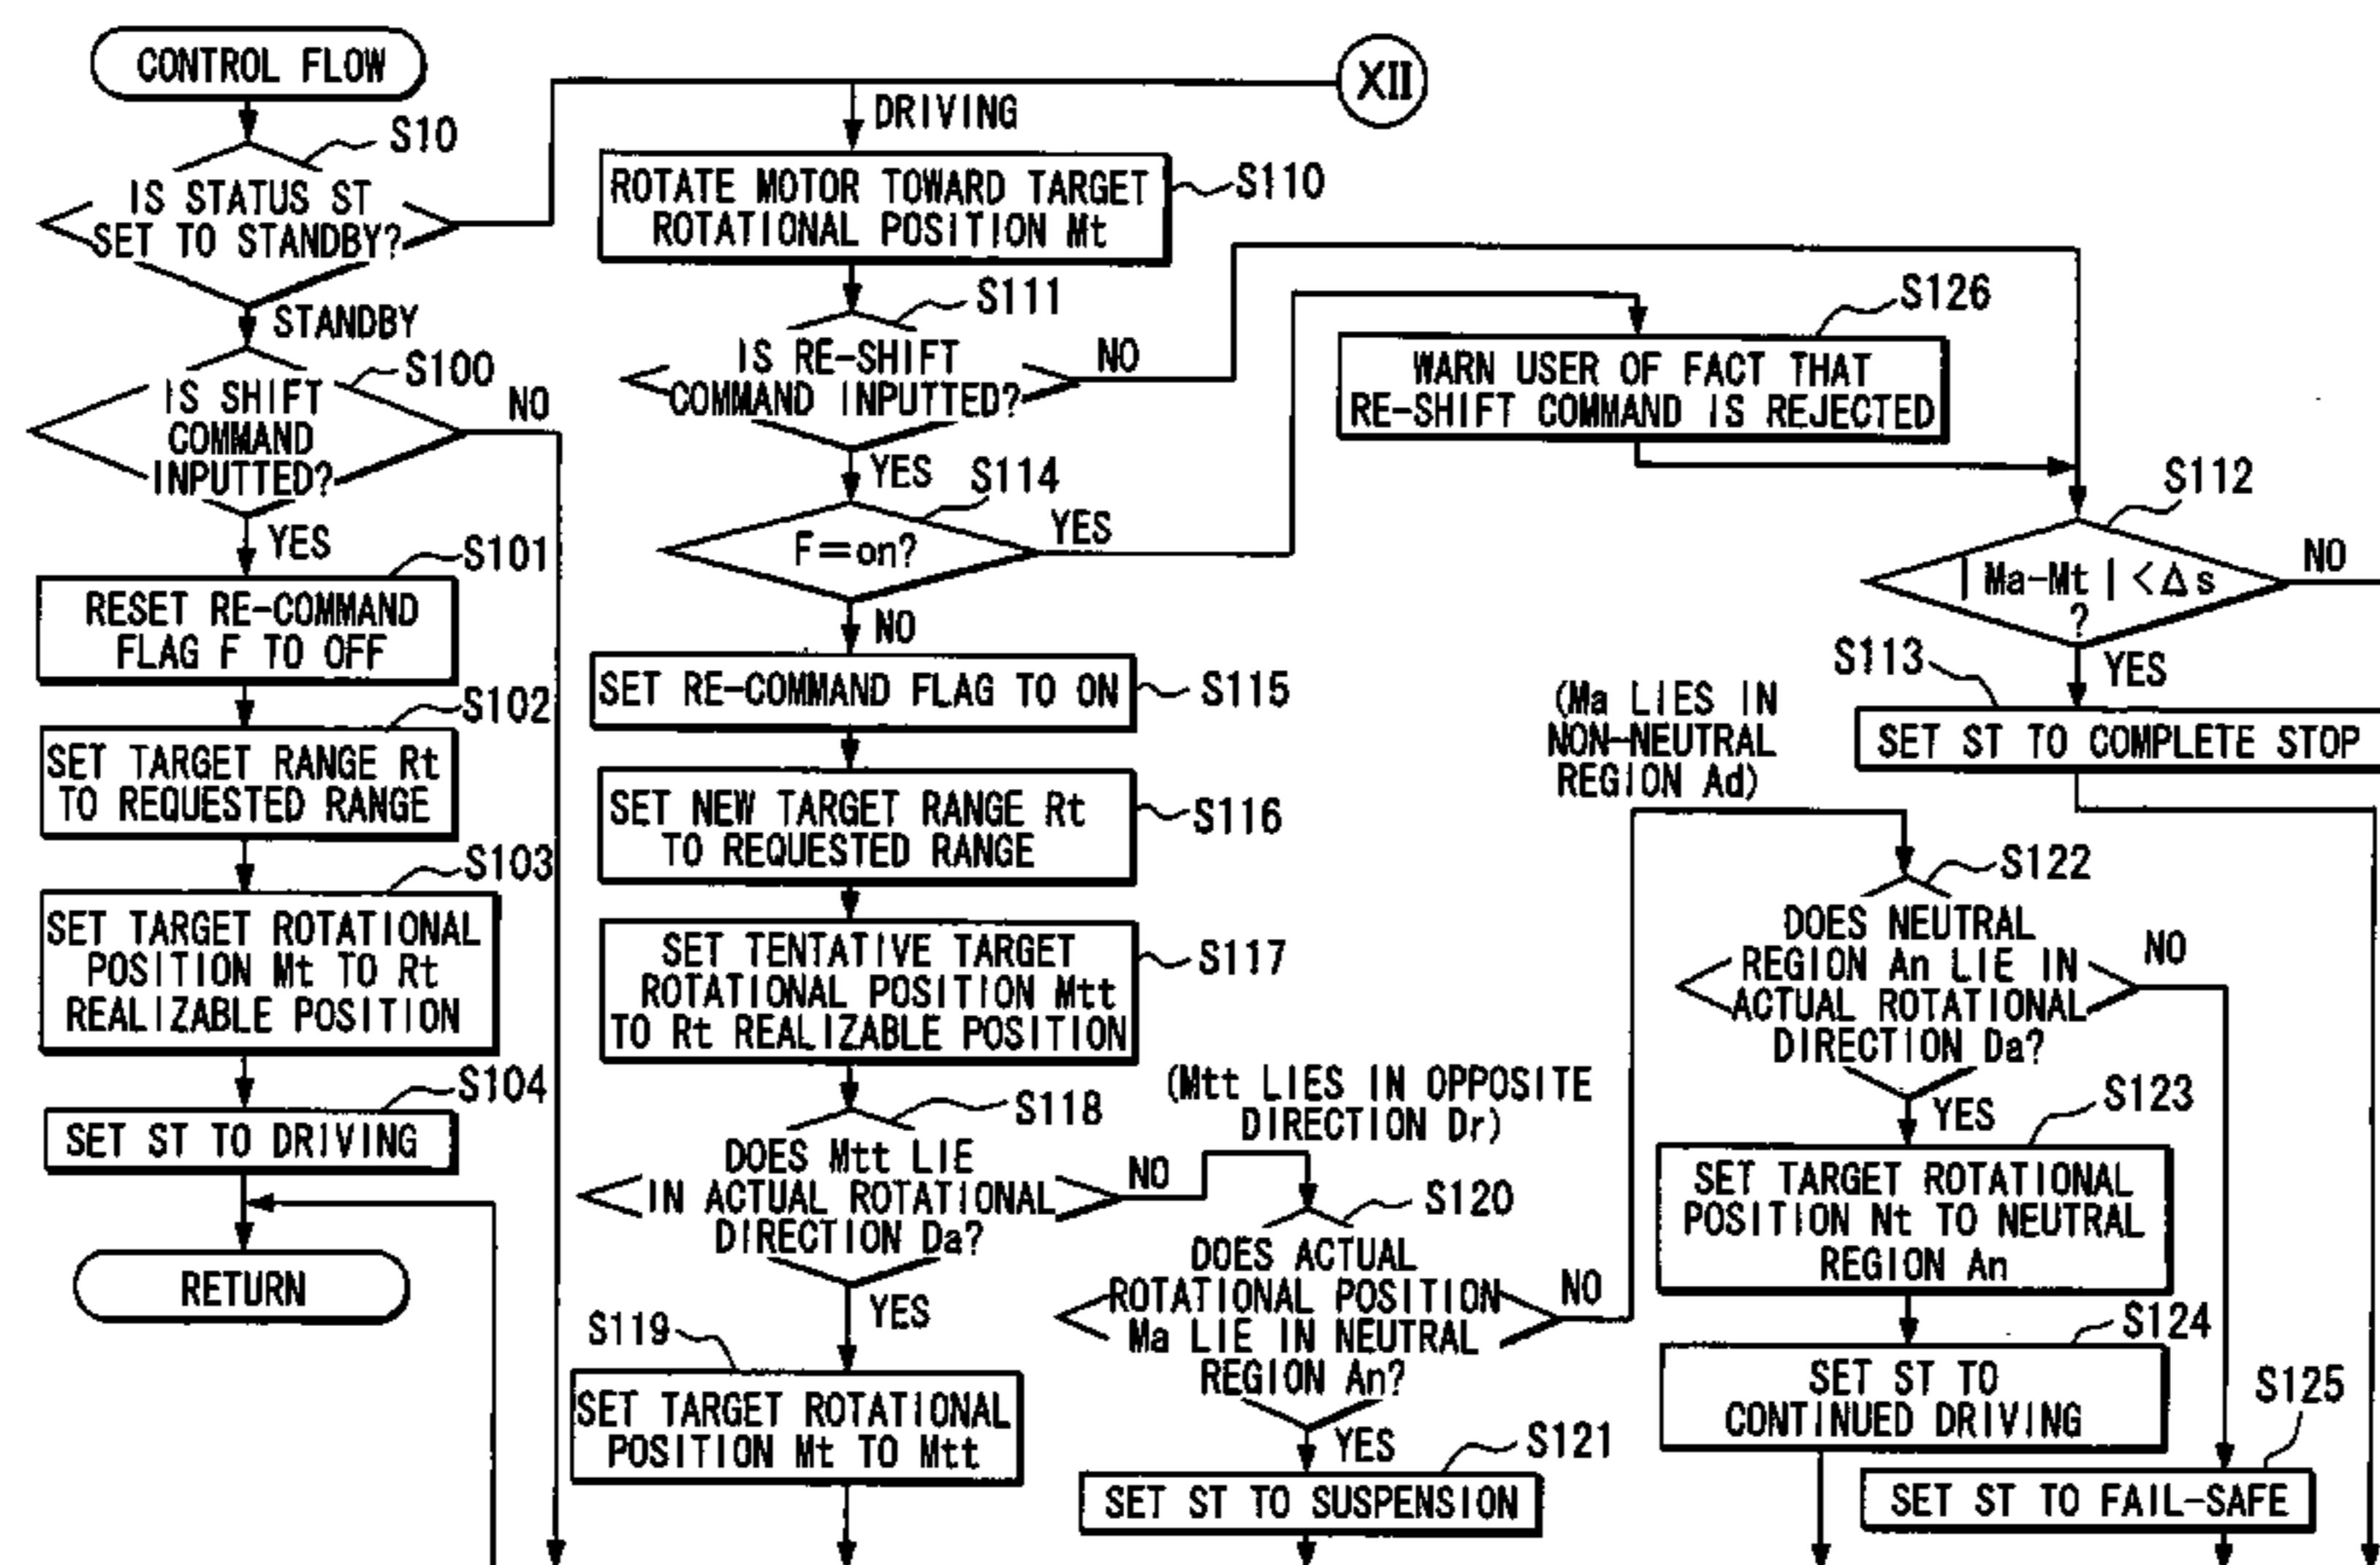 CONTROL FLOW
S10
IS STATUS ST
SET TO STANDBY?
STANDBY
S100
IS SHIFT
COMMAND
INPUTTED?
NO
YES
S101
RESET RE-COMMAND
FLAG F TO OFF
S102
SET TARGET RANGE Rt
TO REQUESTED RANGE
S103
SET TARGET ROTATIONAL
POSITION Mt TO Rt
REALIZABLE POSITION
S104
SET ST TO DRIVING
RETURN
XII
DRIVING
ROTATE MOTOR TOWARD TARGET
ROTATIONAL POSITION Mt
S110
S111
IS RE-SHIFT
COMMAND INPUTTED?
NO
YES
S114
F=on?
YES
NO
SET RE-COMMAND FLAG TO ON
S115
SET NEW TARGET RANGE Rt
TO REQUESTED RANGE
S116
SET TENTATIVE TARGET
ROTATIONAL POSITION Mtt
TO Rt REALIZABLE POSITION
S117
S118
DOES Mtt LIE
IN ACTUAL ROTATIONAL
DIRECTION Da?
NO
YES
S119
SET TARGET ROTATIONAL
POSITION Mt TO Mtt
(Mtt LIES IN OPPOSITE
DIRECTION Dr)
S120
DOES ACTUAL
ROTATIONAL POSITION
Ma LIE IN NEUTRAL
REGION An?
NO
YES
S121
SET ST TO SUSPENSION
S126
WARN USER OF FACT THAT
RE-SHIFT COMMAND IS REJECTED
S112
|Ma-Mt|<Δs
?
NO
YES
S113
SET ST TO COMPLETE STOP
(Ma LIES IN
NON-NEUTRAL
REGION Ad)
S122
DOES NEUTRAL
REGION An LIE IN
ACTUAL ROTATIONAL
DIRECTION Da?
NO
YES
S123
SET TARGET ROTATIONAL
POSITION Nt TO NEUTRAL
REGION An
S124
SET ST TO
CONTINUED DRIVING
S125
SET ST TO FAIL-SAFE